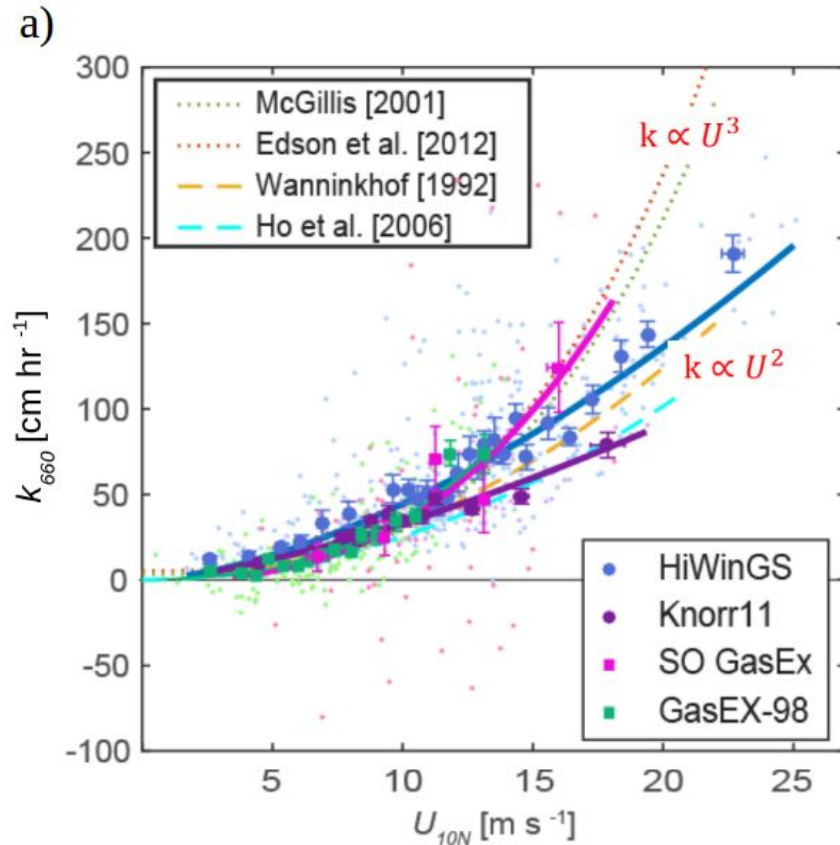 a)
300
250
200
150
100
50
0
-50
-100
k660 [cm hr -1]
McGillis [2001]
Edson et al. [2012]
Wanninkhof [1992]
Ho et al. [2006]
k ∝ U³
k ∝ U²
HiWinGS
Knorr11
SO GasEx
GasEX-98
5 10 15 20 25
U10N [m s -1]